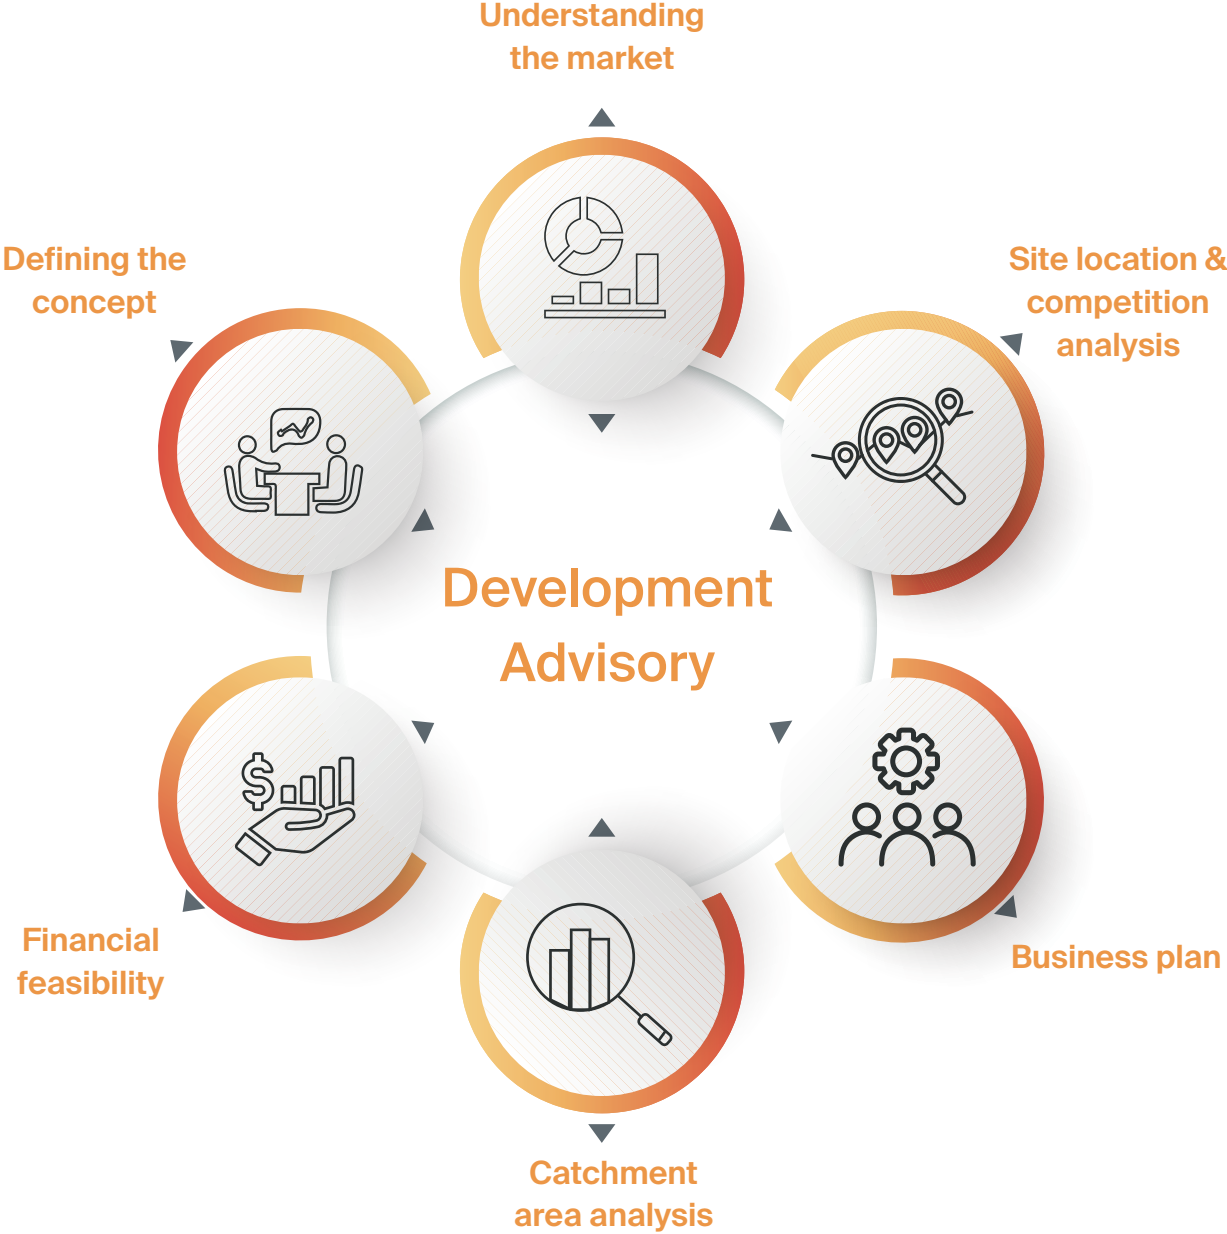 Understanding
the market
Defining the
concept
Site location &
competition
analysis
Development
Advisory
Financial
feasibility
Business plan
Catchment
area analysis